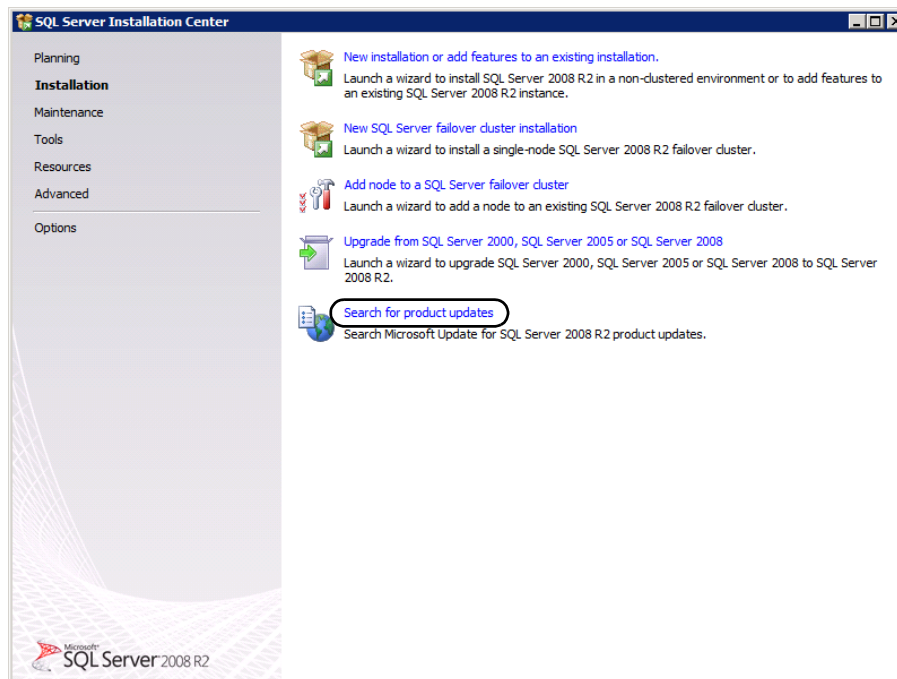 SQL Server Installation Center
Planning
Installation
Maintenance
Tools
Resources
Advanced
Options
New installation or add features to an existing installation.
Launch a wizard to install SQL Server 2008 R2 in a non-clustered environment or to add features to
an existing SQL Server 2008 R2 instance.
New SQL Server failover cluster installation
Launch a wizard to install a single-node SQL Server 2008 R2 failover cluster.
Add node to a SQL Server failover cluster
Launch a wizard to add a node to an existing SQL Server 2008 R2 failover cluster.
Upgrade from SQL Server 2000, SQL Server 2005 or SQL Server 2008
Launch a wizard to upgrade SQL Server 2000, SQL Server 2005 or SQL Server 2008 to SQL Server
2008 R2.
Search for product updates
Search Microsoft Update for SQL Server 2008 R2 product updates.
Microsoft
SQL Server 2008 R2